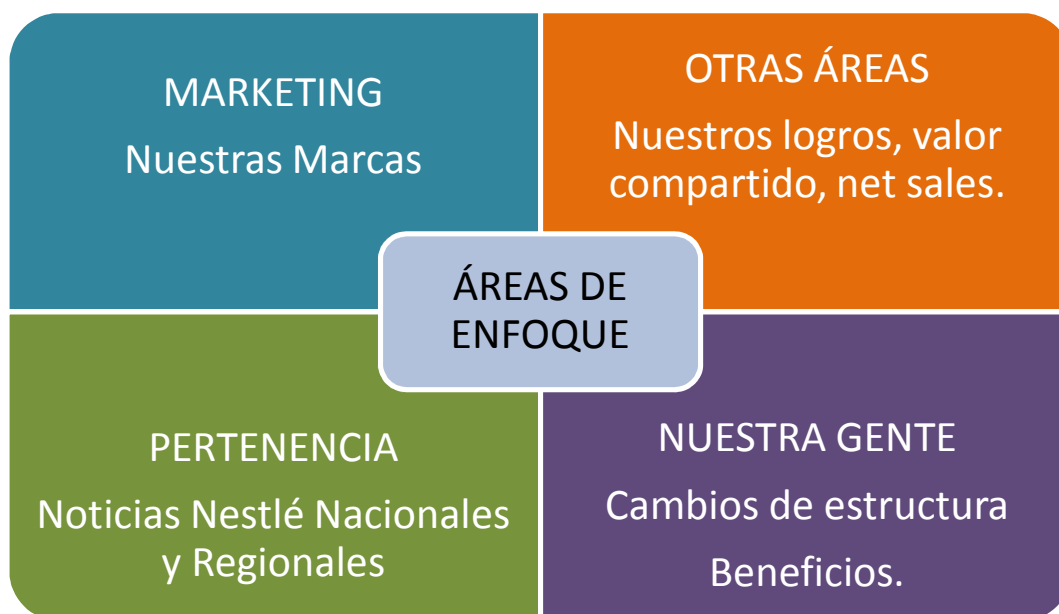 MARKETING
Nuestras Marcas
OTRAS ÁREAS
Nuestros logros, valor
compartido, net sales.
ÁREAS DE
ENFOQUE
PERTENENCIA
Noticias Nestlé Nacionales
y Regionales
NUESTRA GENTE
Cambios de estructura
Beneficios.